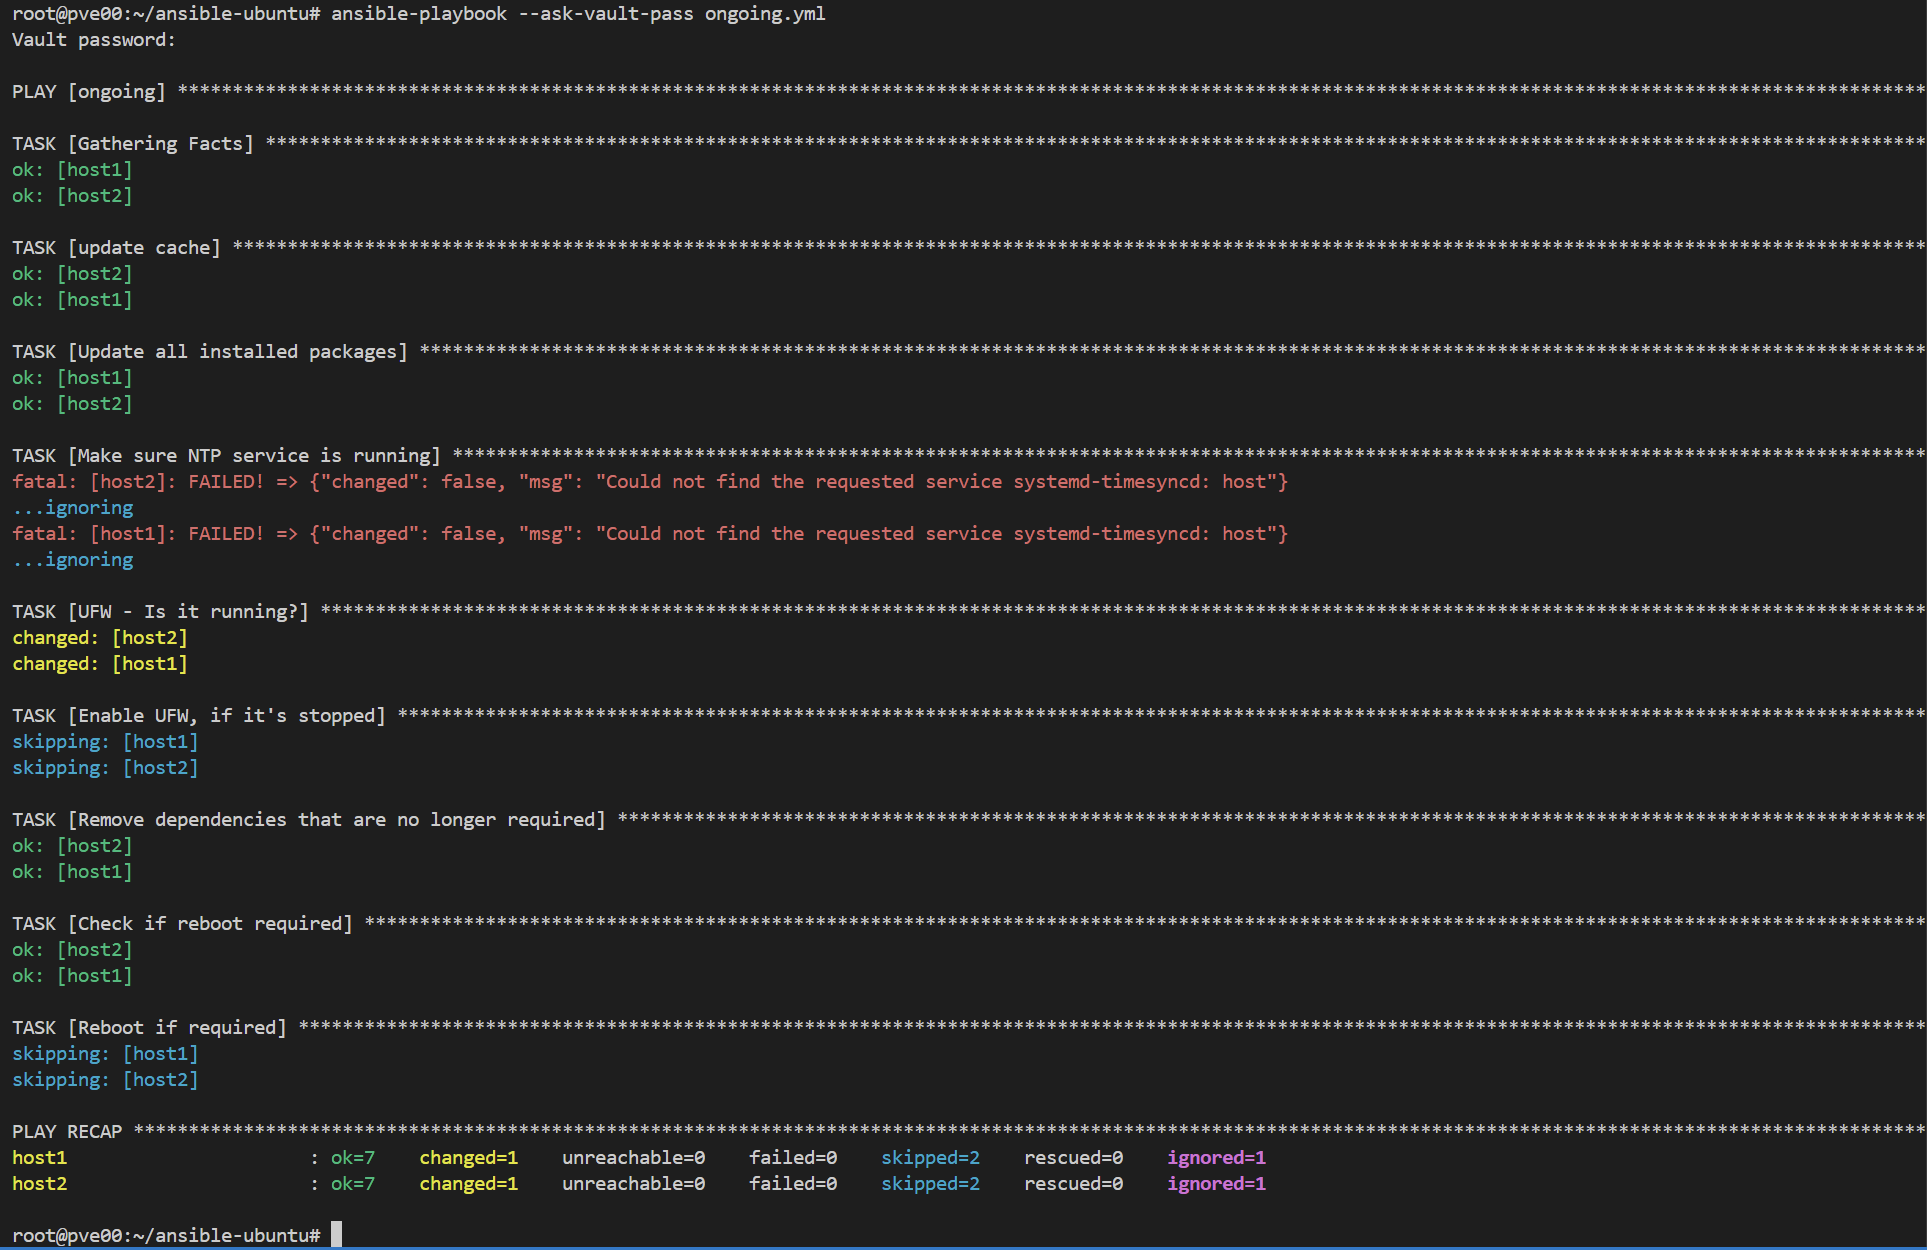 root@pve00:~/ansible-ubuntu# ansible-playbook --ask-vault-pass ongoing.yml
Vault password:
PLAY [ongoing] ****************************************************************************************************************************************************************
TASK [Gathering Facts] *******************************************************************************************************************************************************
ok: [host1]
ok: [host2]
TASK [update cache] **********************************************************************************************************************************************************
ok: [host2]
ok: [host1]
TASK [Update all installed packages] *****************************************************************************************************************************************
ok: [host1]
ok: [host2]
TASK [Make sure NTP service is running] **************************************************************************************************************************************
fatal: [host2]: FAILED! => {"changed": false, "msg": "Could not find the requested service systemd-timesyncd: host"}
...ignoring
fatal: [host1]: FAILED! => {"changed": false, "msg": "Could not find the requested service systemd-timesyncd: host"}
...ignoring
TASK [UFW - Is it running?] **************************************************************************************************************************************************
changed: [host2]
changed: [host1]
TASK [Enable UFW, if it's stopped] *******************************************************************************************************************************************
skipping: [host1]
skipping: [host2]
TASK [Remove dependencies that are no longer required] ***********************************************************************************************************************
ok: [host2]
ok: [host1]
TASK [Check if reboot required] **********************************************************************************************************************************************
ok: [host2]
ok: [host1]
TASK [Reboot if required] ****************************************************************************************************************************************************
skipping: [host1]
skipping: [host2]
PLAY RECAP *******************************************************************************************************************************************************************
host1 : ok=7 changed=1 unreachable=0 failed=0 skipped=2 rescued=0 ignored=1
host2 : ok=7 changed=1 unreachable=0 failed=0 skipped=2 rescued=0 ignored=1
root@pve00:~/ansible-ubuntu#